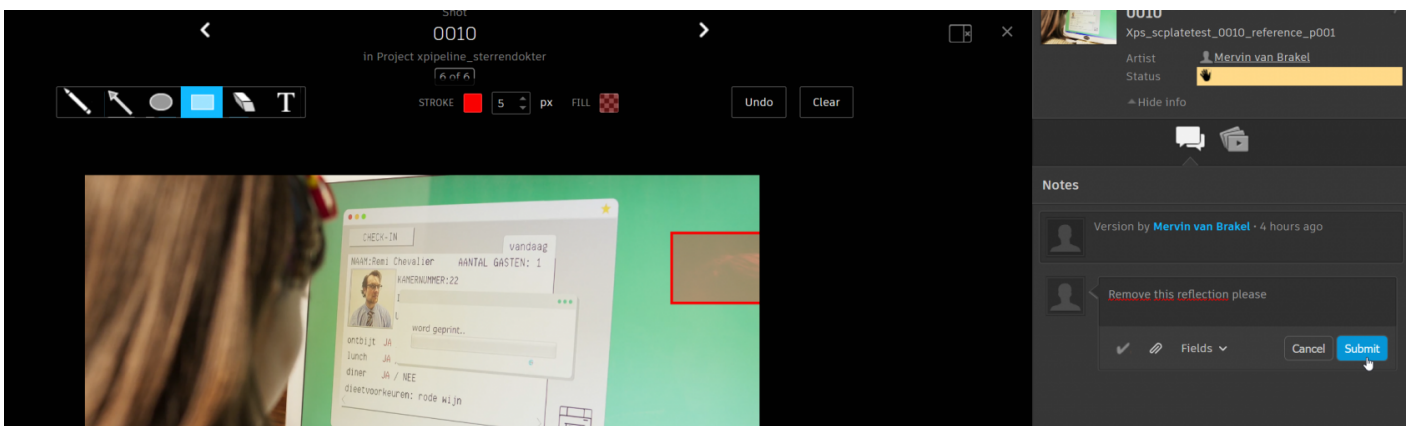 Shot
0010
in Project xpipeline_sterrendokter
6 of 6
T
STROKE
5
px
FILL
Undo
Clear
CHECK-IN
vandaag
NAAM:Remi Chevalier
AANTAL GASTEN: 1
KAMERNUMMER:22
word geprint..
ontbijt JA
lunch JA
diner JA / NEE
dieetvoorkeuren: rode wijn
0010
Xps_scplatetest_0010_reference_p001
Artist
Mervin van Brakel
Status
Hide info
Notes
Version by Mervin van Brakel · 4 hours ago
Remove this reflection please
Fields
Cancel
Submit